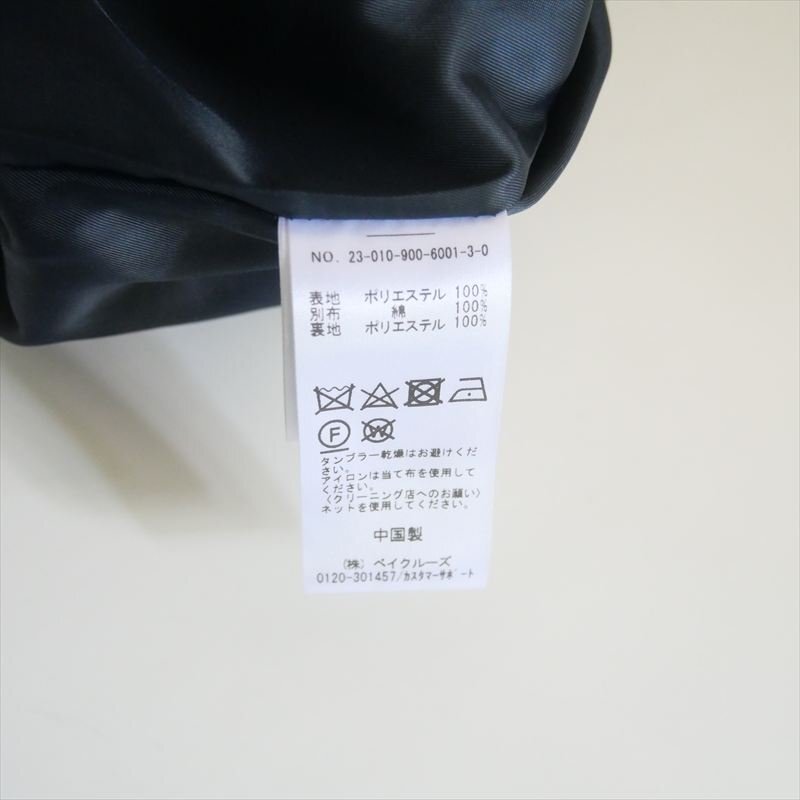 NO. 23-010-900-6001-3-0
表地 ポリエステル 100%
別布 綿 100%
裏地 ポリエステル 100%
F W
タンブラー乾燥はお避けくだ
さい。
アイロンは当て布を使用して
ください。
〈クリーニング店へのお願い〉
ネットを使用してください。
中国製
(株) ベイクルーズ
0120-301457/カスタマーサポート